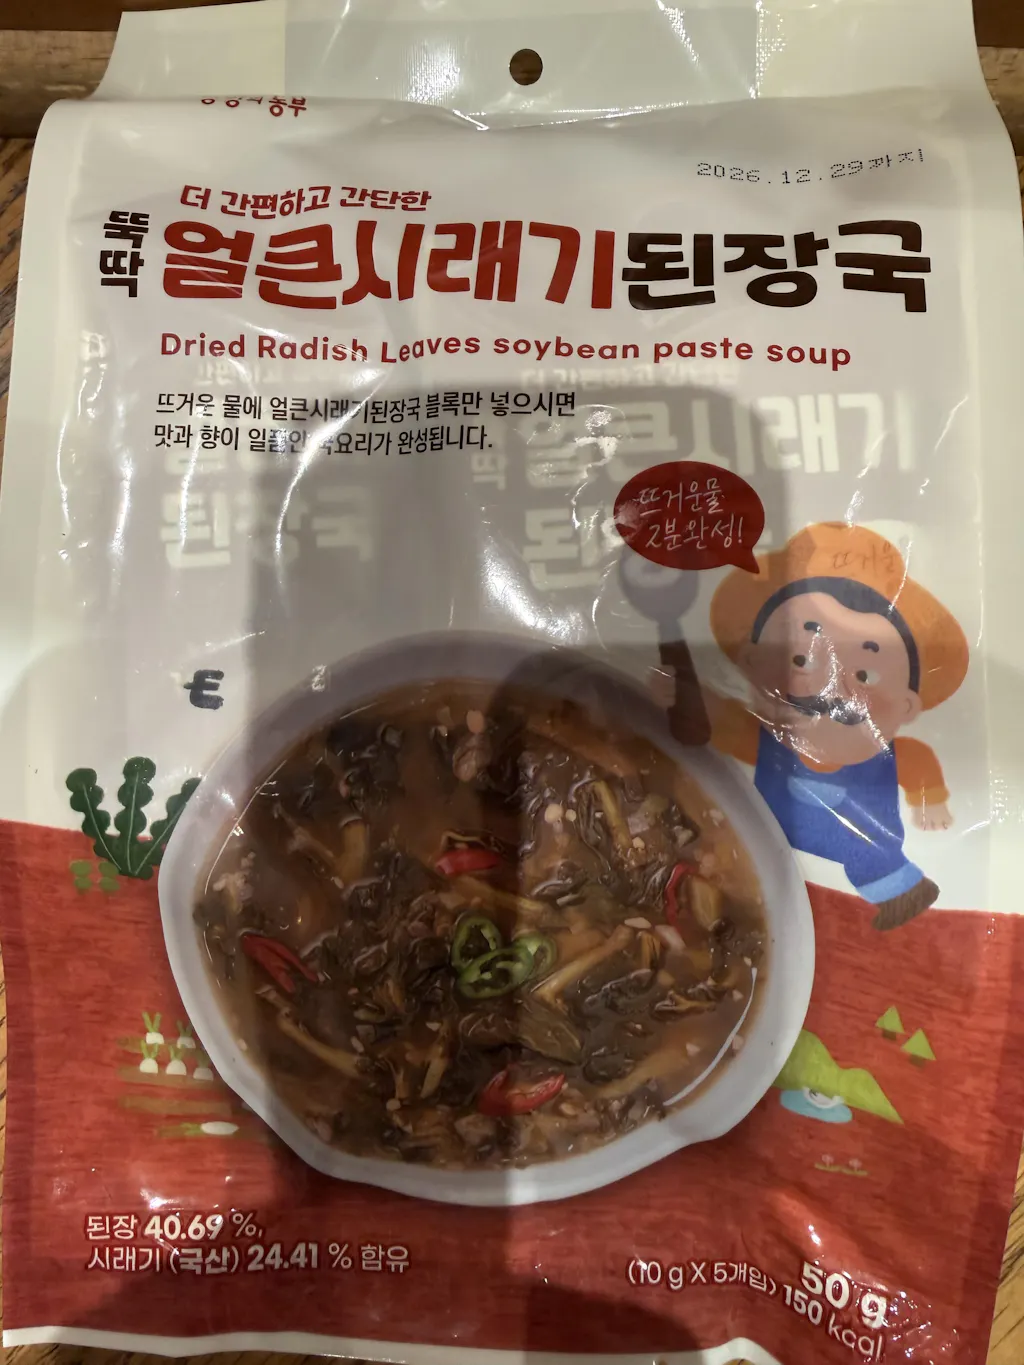 농부
2026.12.29까지
더 간편하고 간단한
뚝딱 얼큰시래기된장국
Dried Radish Leaves soybean paste soup
뜨거운 물에 얼큰시래기된장국 블록만 넣으시면
맛과 향이 일품인 국요리가 완성됩니다.
뜨거운물
2분완성!
된장 40.69 %,
시래기 (국산) 24.41 % 함유
(10 g X 5개입) 50 g
150 kcal